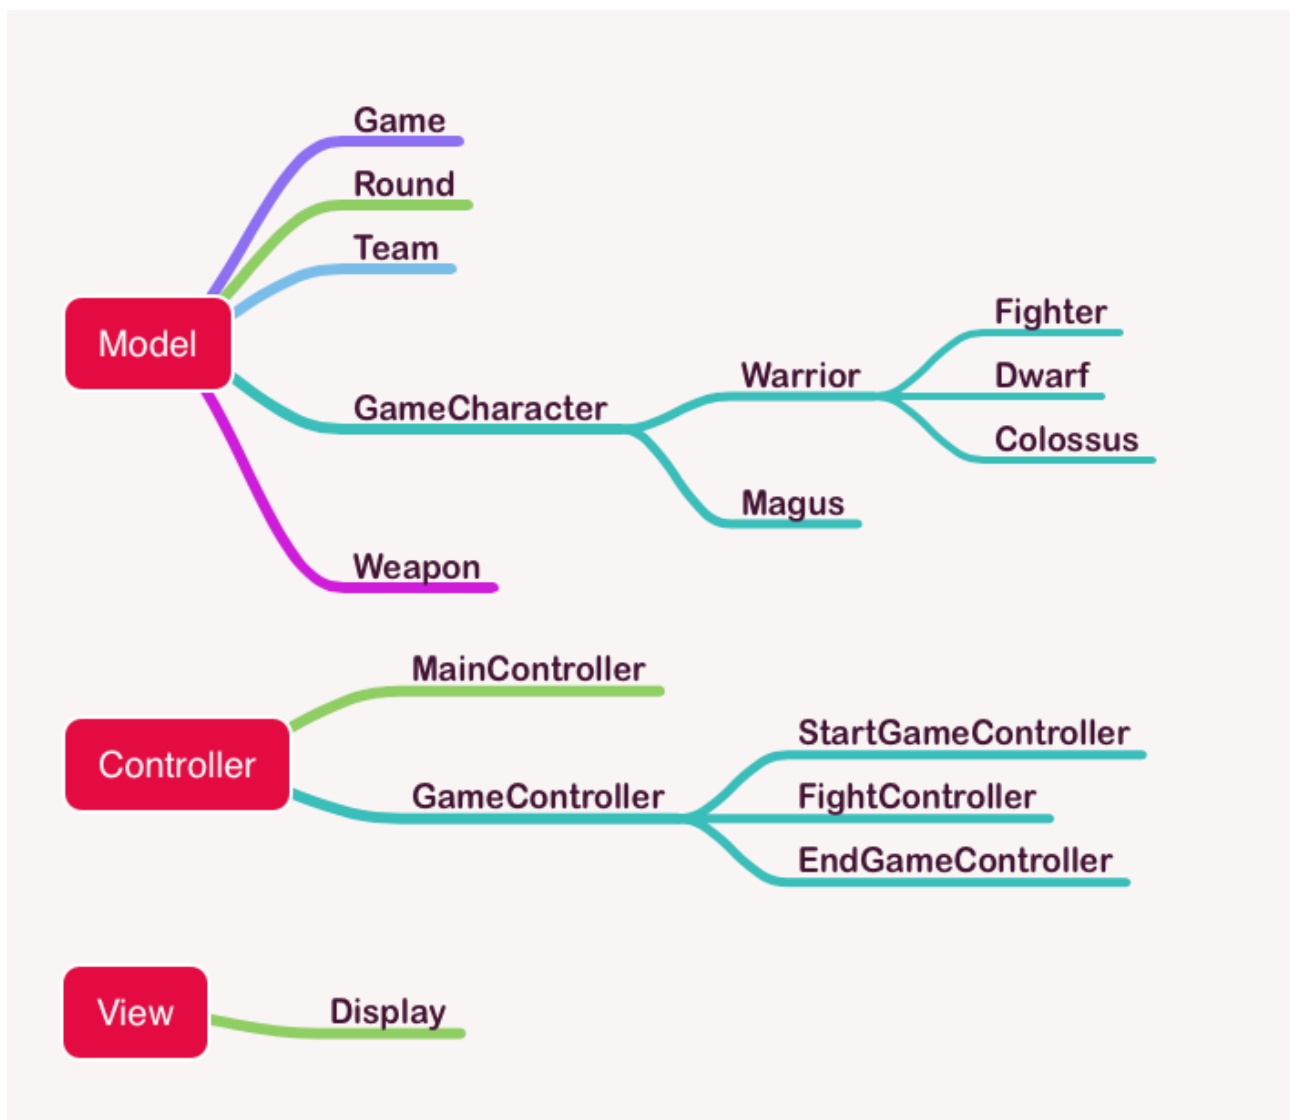 Model
Game
Round
Team
GameCharacter
Warrior
Fighter
Dwarf
Colossus
Magus
Weapon
Controller
MainController
GameController
StartGameController
FightController
EndGameController
View
Display